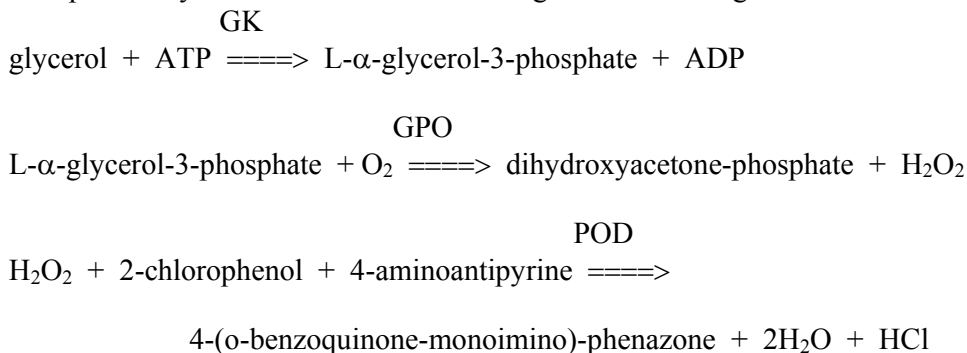 GK
glycerol + ATP ====> L-α-glycerol-3-phosphate + ADP
GPO
L-α-glycerol-3-phosphate + O₂ ====> dihydroxyacetone-phosphate + H₂O₂
POD
H₂O₂ + 2-chlorophenol + 4-aminoantipyrine ====>
4-(o-benzoquinone-monoimino)-phenazone + 2H₂O + HCl